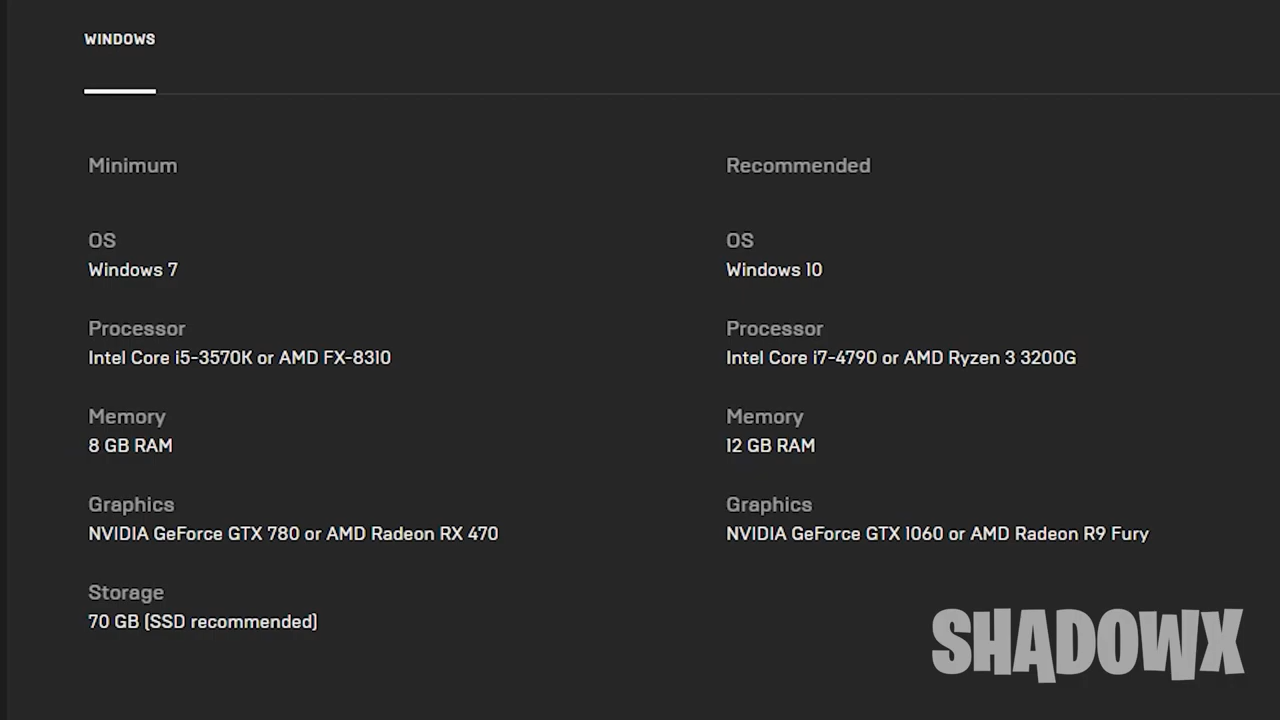 WINDOWS
Minimum
OS
Windows 7
Processor
Intel Core i5-3570K or AMD FX-8310
Memory
8 GB RAM
Graphics
NVIDIA GeForce GTX 780 or AMD Radeon RX 470
Storage
70 GB (SSD recommended)
Recommended
OS
Windows 10
Processor
Intel Core i7-4790 or AMD Ryzen 3 3200G
Memory
12 GB RAM
Graphics
NVIDIA GeForce GTX 1060 or AMD Radeon R9 Fury
SHADOWX